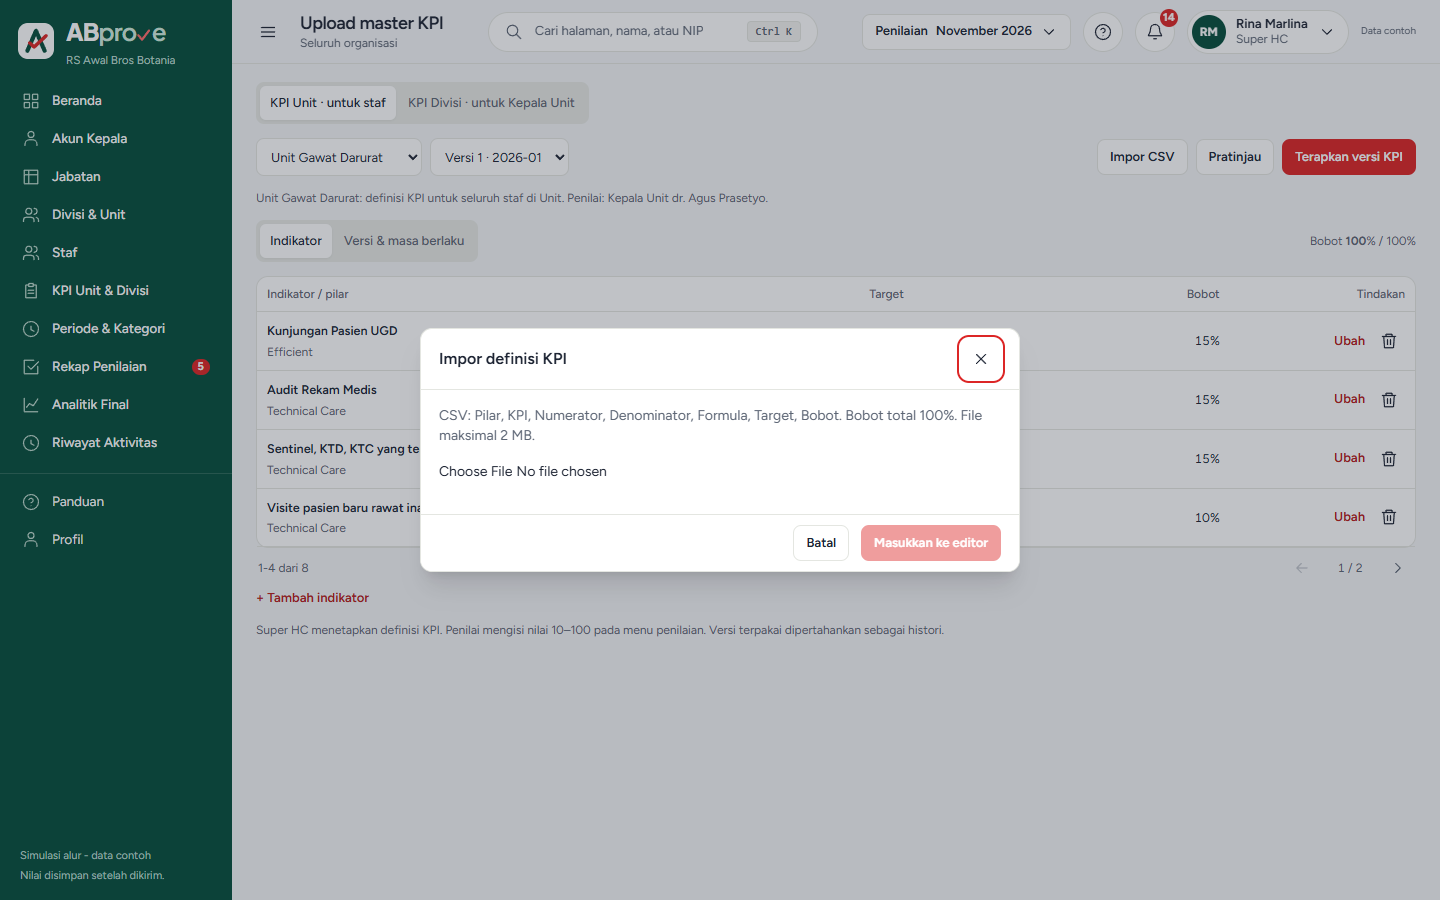 ABprove
RS Awal Bros Botania
Beranda
Akun Kepala
Jabatan
Divisi & Unit
Staf
KPI Unit & Divisi
Periode & Kategori
Rekap Penilaian 5
Analitik Final
Riwayat Aktivitas
Panduan
Profil
Simulasi alur - data contoh
Nilai disimpan setelah dikirim.
Upload master KPI
Seluruh organisasi
Cari halaman, nama, atau NIP Ctrl K
Penilaian November 2026
14
RM
Rina Marlina
Super HC
Data contoh
KPI Unit · untuk staf KPI Divisi · untuk Kepala Unit
Unit Gawat Darurat Versi 1 · 2026-01
Impor CSV Pratinjau Terapkan versi KPI
Unit Gawat Darurat: definisi KPI untuk seluruh staf di Unit. Penilai: Kepala Unit dr. Agus Prasetyo.
Indikator Versi & masa berlaku
Bobot 100% / 100%
Indikator / pilar Target Bobot Tindakan
Kunjungan Pasien UGD
Efficient
15% Ubah
Audit Rekam Medis
Technical Care
15% Ubah
Sentinel, KTD, KTC yang te
Technical Care
15% Ubah
Visite pasien baru rawat ina
Technical Care
10% Ubah
1-4 dari 8
1 / 2
+ Tambah indikator
Super HC menetapkan definisi KPI. Penilai mengisi nilai 10–100 pada menu penilaian. Versi terpakai dipertahankan sebagai histori.
Impor definisi KPI
CSV: Pilar, KPI, Numerator, Denominator, Formula, Target, Bobot. Bobot total 100%. File
maksimal 2 MB.
Choose File No file chosen
Batal Masukkan ke editor